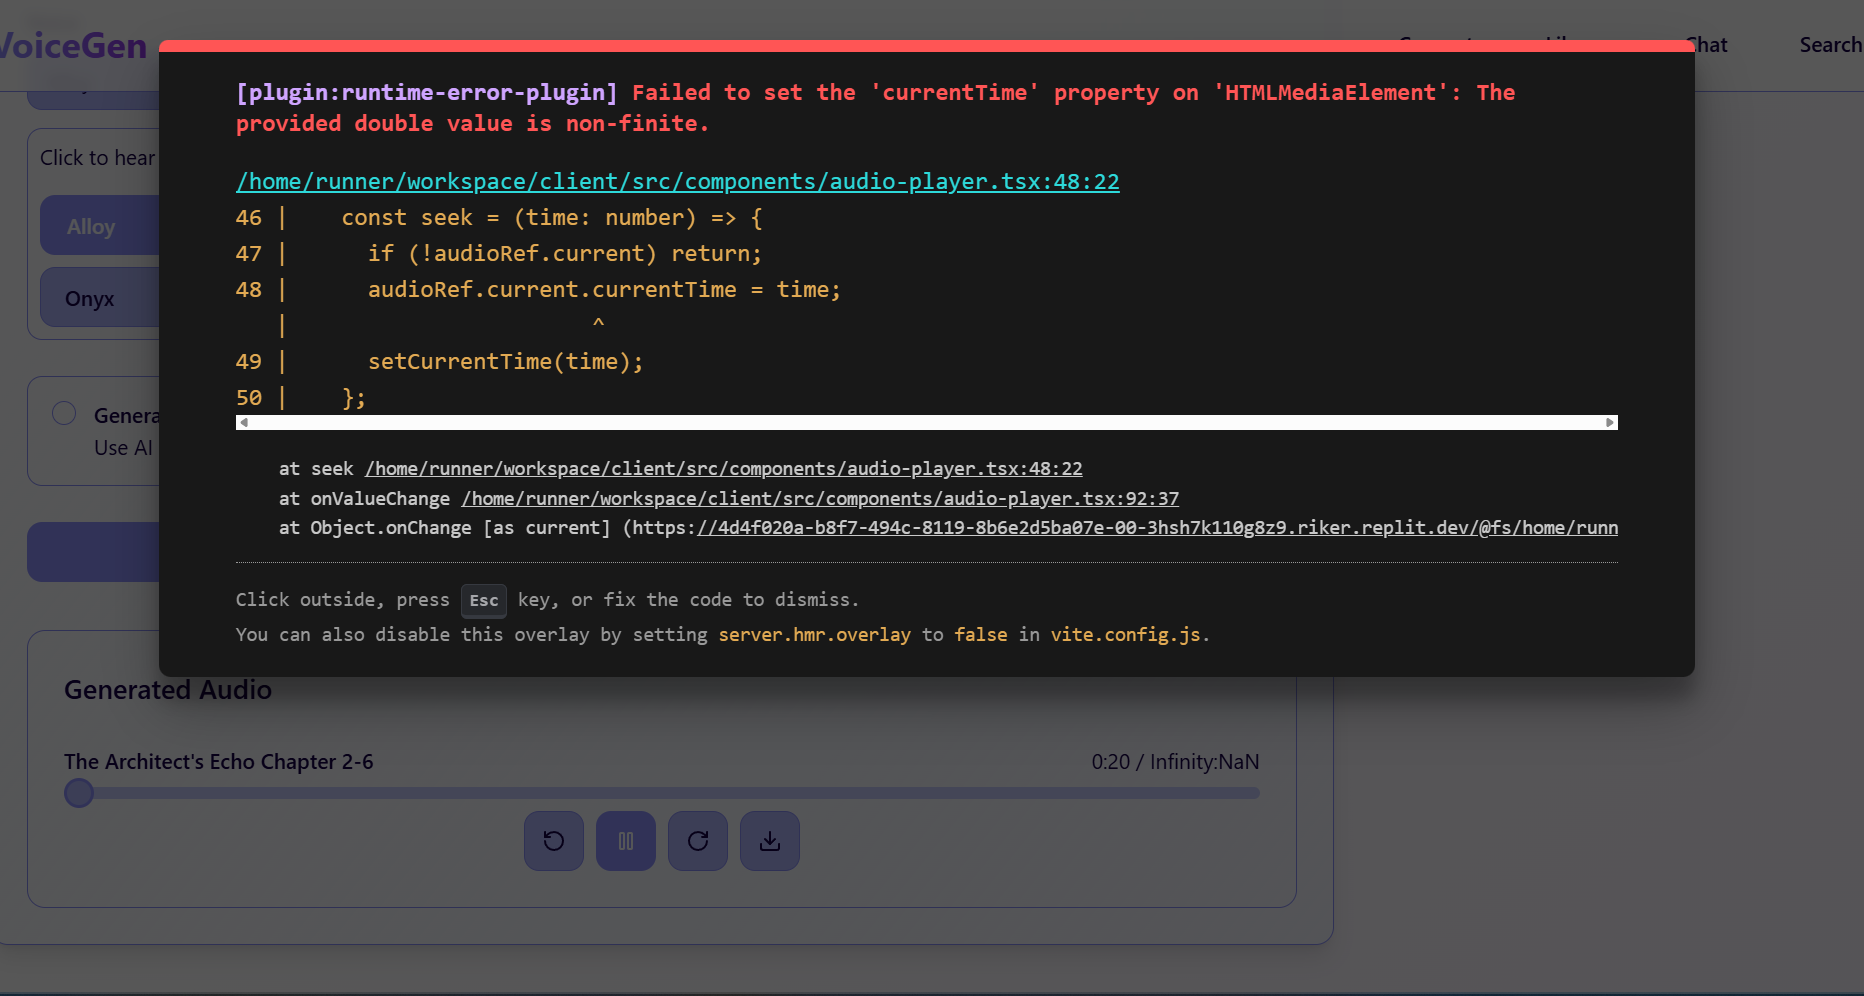 VoiceGen
Chat
Search
[plugin:runtime-error-plugin] Failed to set the 'currentTime' property on 'HTMLMediaElement': The
provided double value is non-finite.
/home/runner/workspace/client/src/components/audio-player.tsx:48:22
46 |    const seek = (time: number) => {
47 |      if (!audioRef.current) return;
48 |      audioRef.current.currentTime = time;
|                       ^
49 |      setCurrentTime(time);
50 |    };
at seek /home/runner/workspace/client/src/components/audio-player.tsx:48:22
at onValueChange /home/runner/workspace/client/src/components/audio-player.tsx:92:37
at Object.onChange [as current] (https://4d4f020a-b8f7-494c-8119-8b6e2d5ba07e-00-3hsh7k110g8z9.riker.replit.dev/@fs/home/runn
Click outside, press Esc key, or fix the code to dismiss.
You can also disable this overlay by setting server.hmr.overlay to false in vite.config.js.
Click to hear
Alloy
Onyx
Genera
Use AI
Generated Audio
The Architect's Echo Chapter 2-6
0:20 / Infinity:NaN